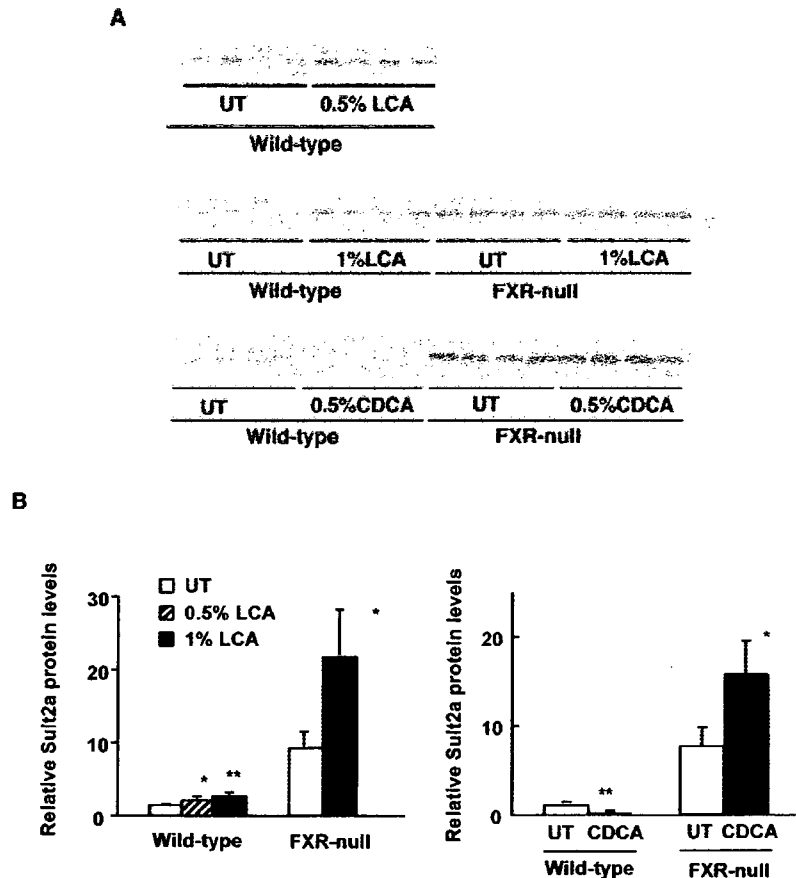 A
UT 0.5% LCA
Wild-type
UT 1%LCA UT 1%LCA
Wild-type FXR-null
UT 0.5%CDCA UT 0.5%CDCA
Wild-type FXR-null
B
Relative Sult2a protein levels
30
20
10
0
UT
0.5% LCA
1% LCA
* ** *
Wild-type FXR-null
Relative Sult2a protein levels
20
10
0
** *
UT CDCA UT CDCA
Wild-type FXR-null